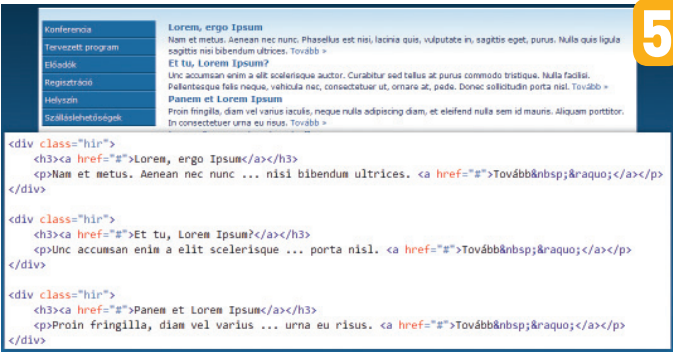 5
Konferencia
Tervezett program
Előadók
Regisztráció
Helyszín
Szálláslehetőségek
Lorem, ergo Ipsum
Nam et metus. Aenean nec nunc. Phasellus est nisi, lacinia quis, vulputate in, sagittis eget, purus. Nulla quis ligula
sagittis nisi bibendum ultrices. Tovább »
Et tu, Lorem Ipsum?
Unc accumsan enim a elit scelerisque auctor. Curabitur sed tellus at purus commodo tristique. Nulla facilisi.
Pellentesque felis neque, vehicula nec, consectetuer ut, ornare at, pede. Donec sollicitudin porta nisl. Tovább »
Panem et Lorem Ipsum
Proin fringilla, diam vel varius iaculis, neque nulla adipiscing diam, et eleifend nulla sem id mauris. Aliquam porttitor.
In consectetuer urna eu risus. Tovább »
<div class="hir">
<h3><a href="#">Lorem, ergo Ipsum</a></h3>
<p>Nam et metus. Aenean nec nunc ... nisi bibendum ultrices. <a href="#">Tovább&nbsp;&raquo;</a></p>
</div>
<div class="hir">
<h3><a href="#">Et tu, Lorem Ipsum?</a></h3>
<p>Unc accumsan enim a elit scelerisque ... porta nisl. <a href="#">Tovább&nbsp;&raquo;</a></p>
</div>
<div class="hir">
<h3><a href="#">Panem et Lorem Ipsum</a></h3>
<p>Proin fringilla, diam vel varius ... urna eu risus. <a href="#">Tovább&nbsp;&raquo;</a></p>
</div>